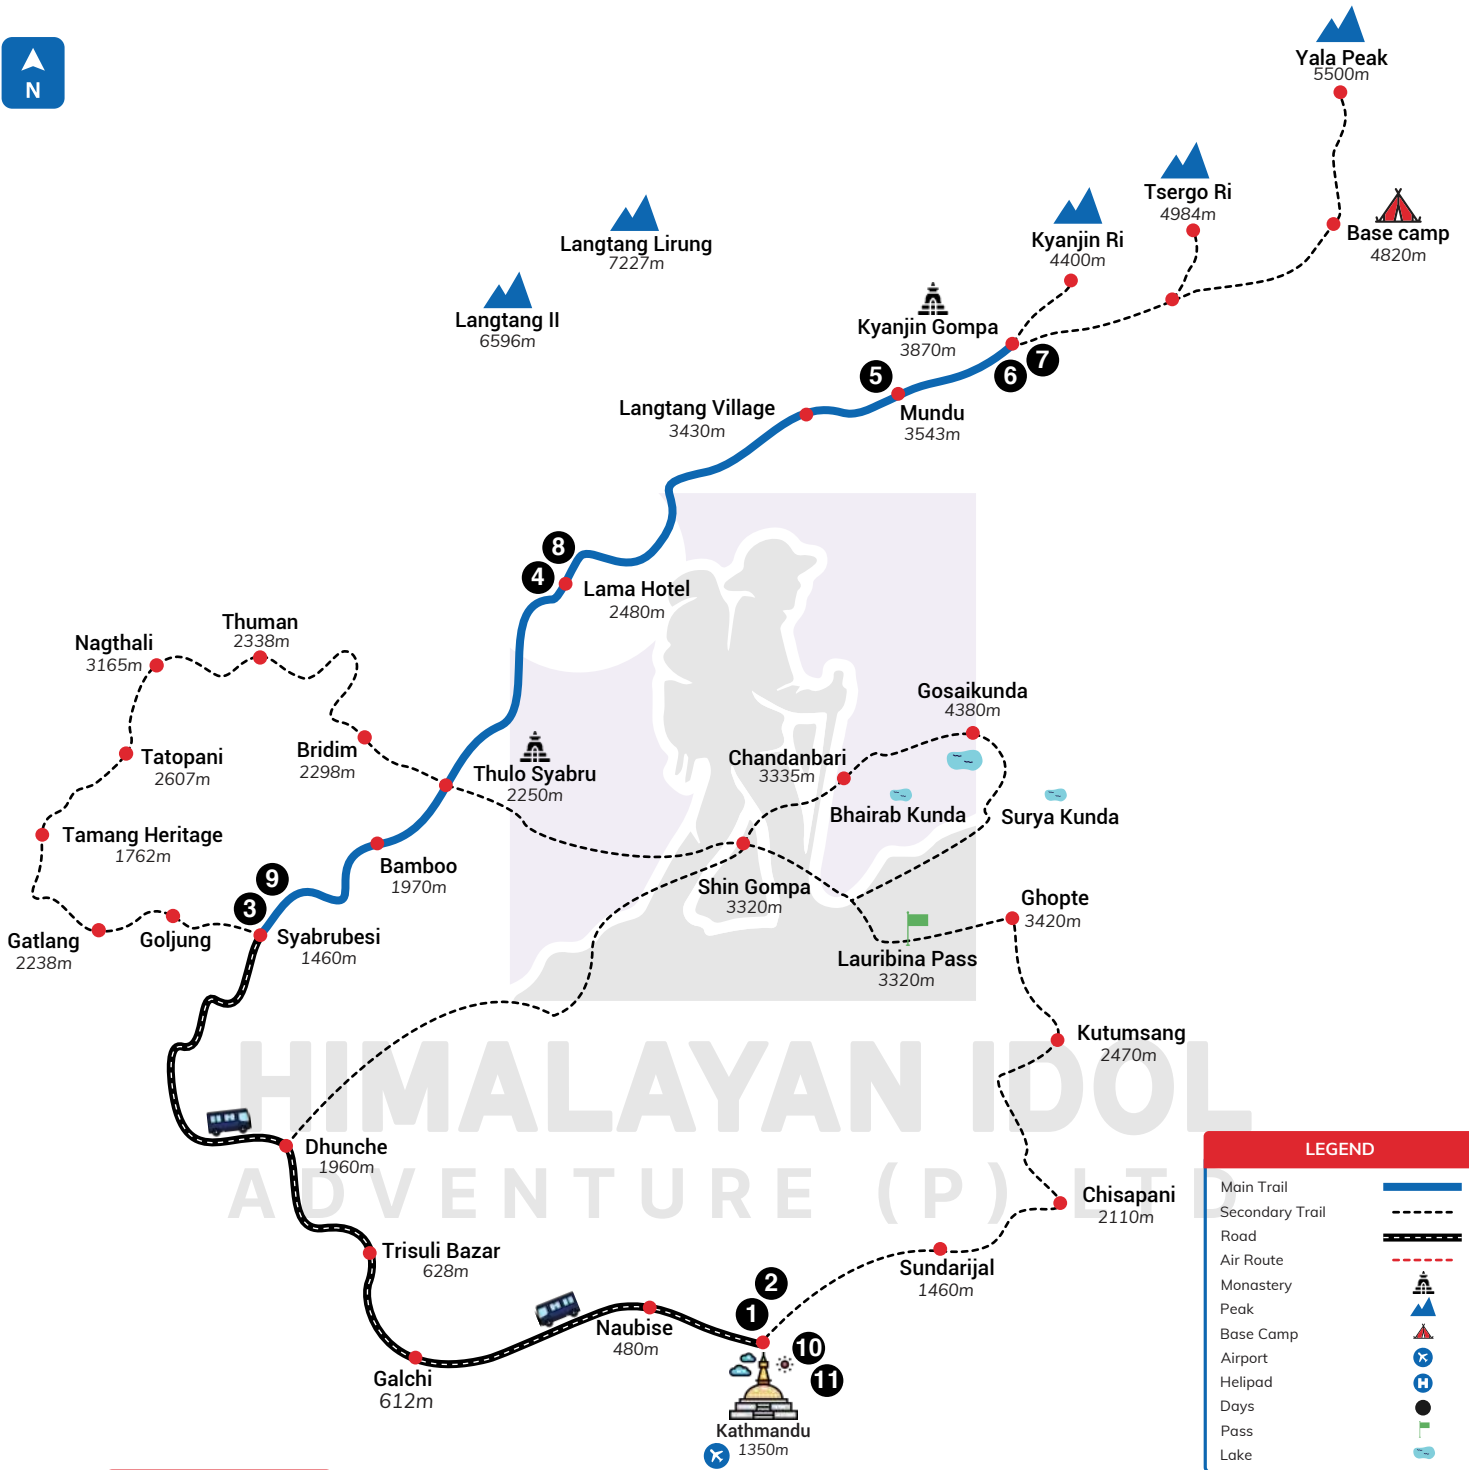 N
Yala Peak
5500m
Tsergo Ri
4984m
Base camp
4820m
Kyanjin Ri
4400m
Langtang Lirung
7227m
Langtang II
6596m
Kyanjin Gompa
3870m
5
6
7
Langtang Village
3430m
Mundu
3543m
8
4
Lama Hotel
2480m
Thuman
2338m
Nagthali
3165m
Gosaikunda
4380m
Tatopani
2607m
Bridim
2298m
Thulo Syabru
2250m
Chandanbari
3335m
Bhairab Kunda
Surya Kunda
Tamang Heritage
1762m
Bamboo
1970m
Shin Gompa
3320m
9
3
Ghopte
3420m
Gatlang
2238m
Goljung
Syabrubesi
1460m
Lauribina Pass
3320m
Kutumsang
2470m
HIMALAYAN IDOL
ADVENTURE (P) LTD
Dhunche
1960m
Chisapani
2110m
Trisuli Bazar
628m
Sundarijal
1460m
2
1
Naubise
480m
10
11
Galchi
612m
Kathmandu
1350m
LEGEND
Main Trail
Secondary Trail
Road
Air Route
Monastery
Peak
Base Camp
Airport
Helipad
H
Days
Pass
Lake